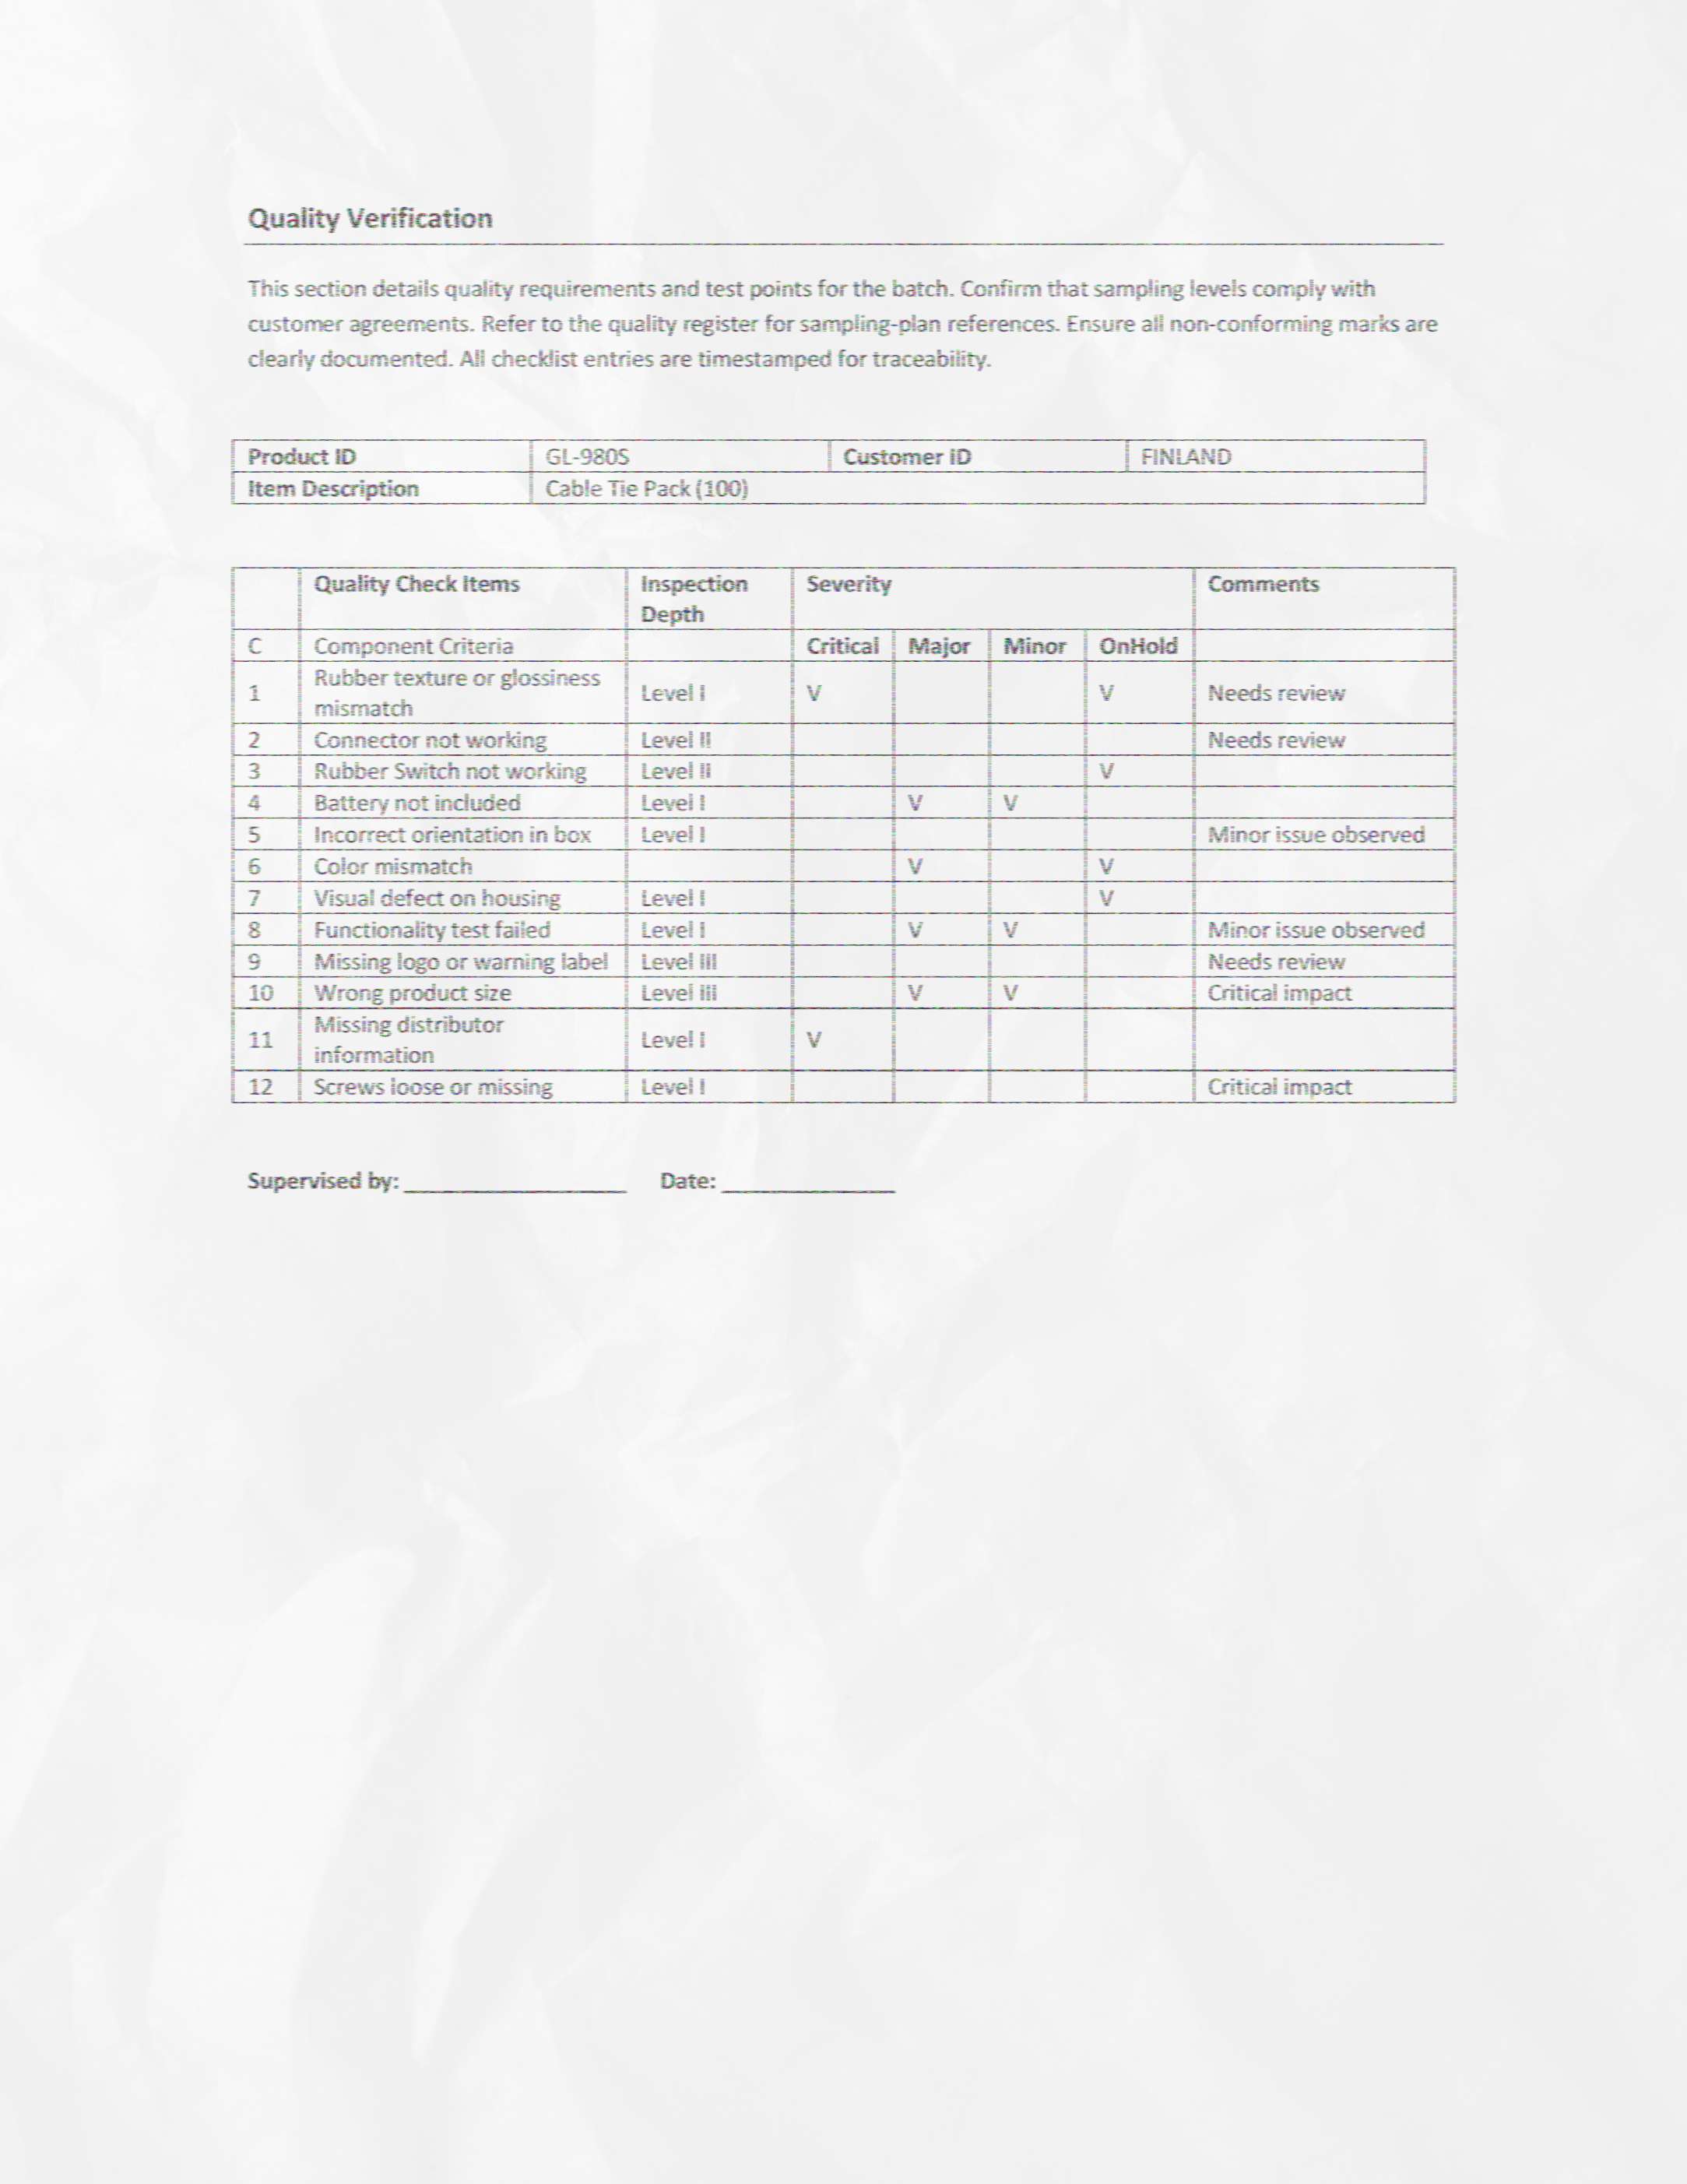 Quality Verification
This section details quality requirements and test points for the batch. Confirm that sampling levels comply with
customer agreements. Refer to the quality register for sampling-plan references. Ensure all non-conforming marks are
clearly documented. All checklist entries are timestamped for traceability.
Product ID GL-980S Customer ID FINLAND
Item Description Cable Tie Pack (100)
Quality Check Items Inspection Depth Severity Comments
C Component Criteria Critical Major Minor OnHold
1 Rubber texture or glossiness mismatch Level I V V Needs review
2 Connector not working Level II Needs review
3 Rubber Switch not working Level II V
4 Battery not included Level I V V
5 Incorrect orientation in box Level I Minor issue observed
6 Color mismatch V V
7 Visual defect on housing Level I V
8 Functionality test failed Level I V V Minor issue observed
9 Missing logo or warning label Level III Needs review
10 Wrong product size Level III V V Critical impact
11 Missing distributor information Level I V
12 Screws loose or missing Level I Critical impact
Supervised by: ____________________ Date: ________________